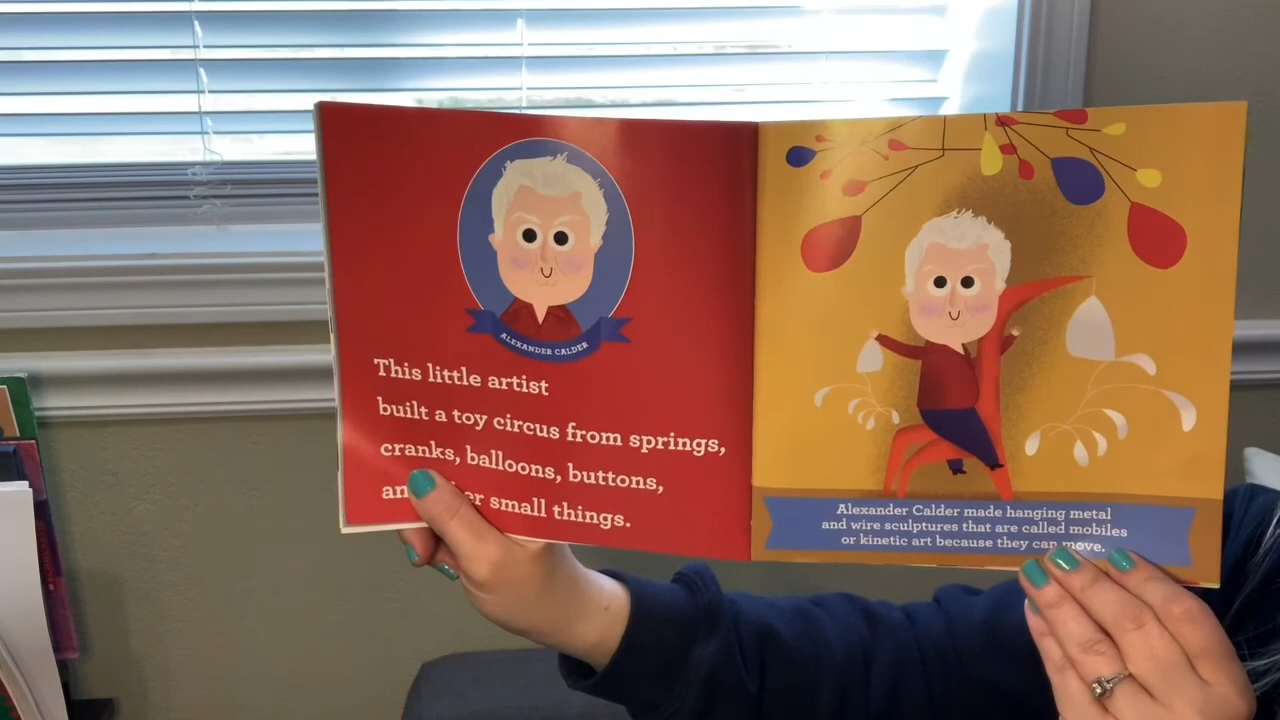 ALEXANDER CALDER
This little artist
built a toy circus from springs,
cranks, balloons, buttons,
small things.
Alexander Calder made hanging metal
and wire sculptures that are called mobiles
or kinetic art because they can move.